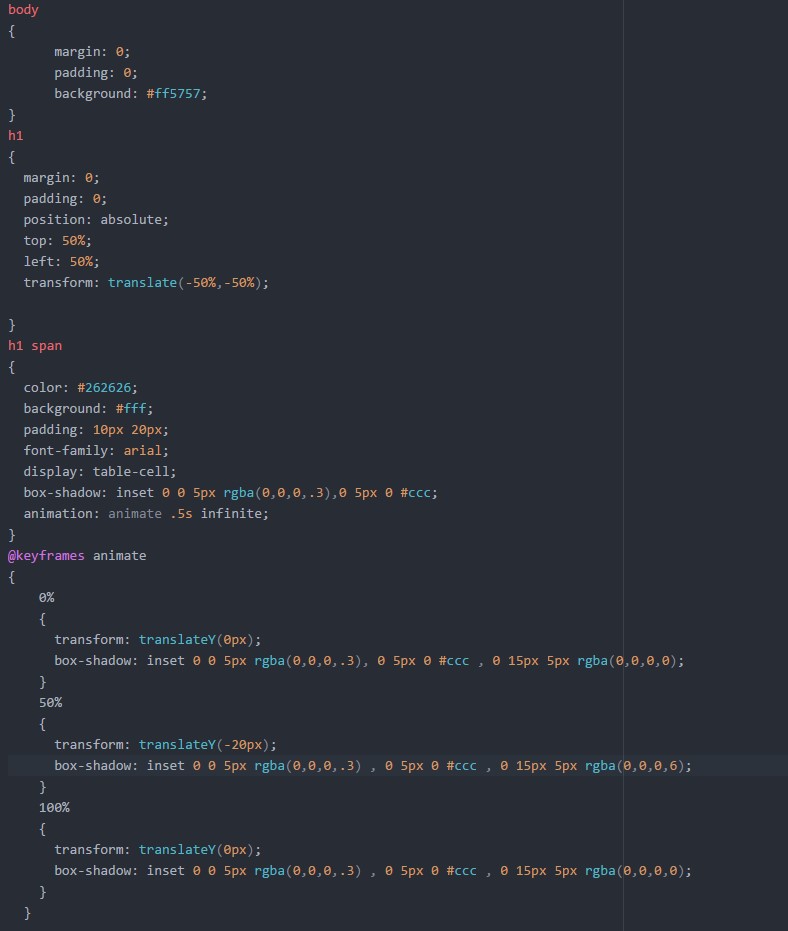 body
{
      margin: 0;
      padding: 0;
      background: #ff5757;
}
h1
{
  margin: 0;
  padding: 0;
  position: absolute;
  top: 50%;
  left: 50%;
  transform: translate(-50%,-50%);

}
h1 span
{
  color: #262626;
  background: #fff;
  padding: 10px 20px;
  font-family: arial;
  display: table-cell;
  box-shadow: inset 0 0 5px rgba(0,0,0,.3),0 5px 0 #ccc;
  animation: animate .5s infinite;
}
@keyframes animate
{
    0%
    {
      transform: translateY(0px);
      box-shadow: inset 0 0 5px rgba(0,0,0,.3), 0 5px 0 #ccc , 0 15px 5px rgba(0,0,0,0);
    }
    50%
    {
      transform: translateY(-20px);
      box-shadow: inset 0 0 5px rgba(0,0,0,.3) , 0 5px 0 #ccc , 0 15px 5px rgba(0,0,0,6);
    }
    100%
    {
      transform: translateY(0px);
      box-shadow: inset 0 0 5px rgba(0,0,0,.3) , 0 5px 0 #ccc , 0 15px 5px rgba(0,0,0,0);
    }
  }